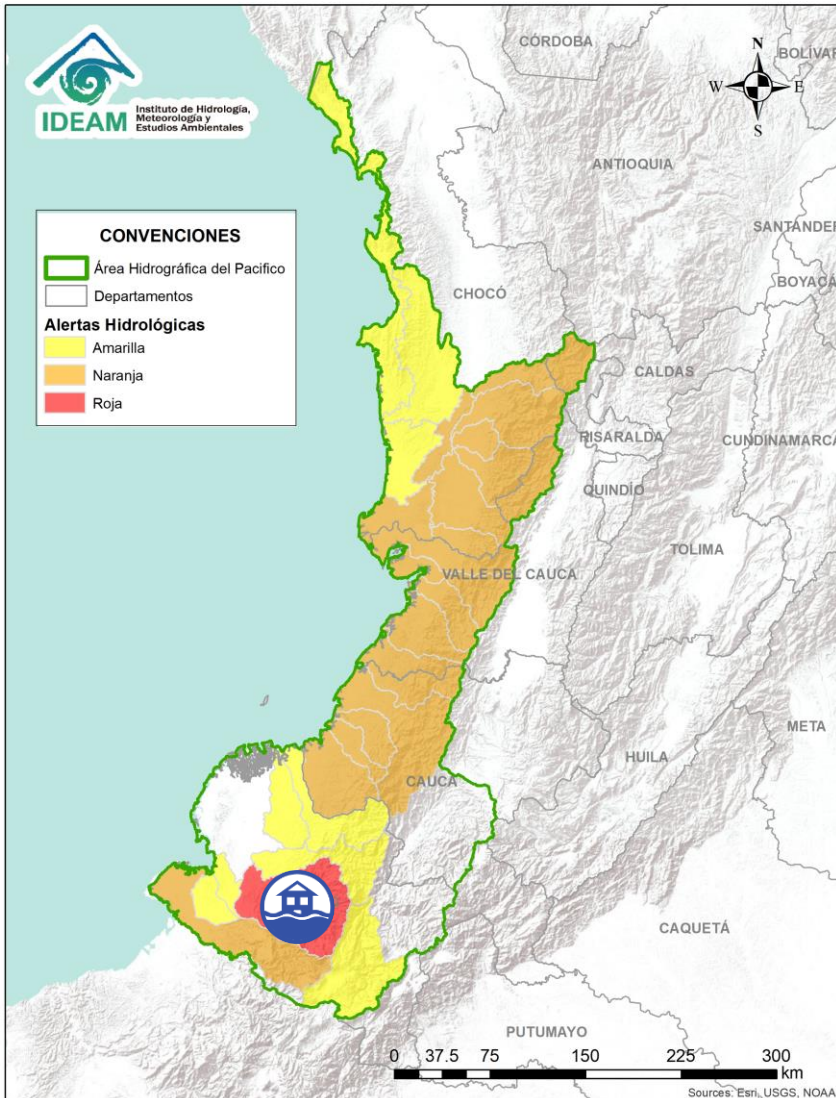 IDEAM
Instituto de Hidrología,
Meteorología y
Estudios Ambientales
CONVENCIONES
Área Hidrográfica del Pacifico
Departamentos
Alertas Hidrológicas
Amarilla
Naranja
Roja
N
W
E
S
CÓRDOBA
BOLÍVAR
ANTIOQUIA
SANTANDER
BOYACÁ
CHOCÓ
CALDAS
RISARALDA
CUNDINAMARCA
QUINDÍO
TOLIMA
VALLE DEL CAUCA
META
HUILA
CAUCA
CAQUETÁ
PUTUMAYO
0 37.5 75 150 225 300
km
Sources: Esri, USGS, NOAA